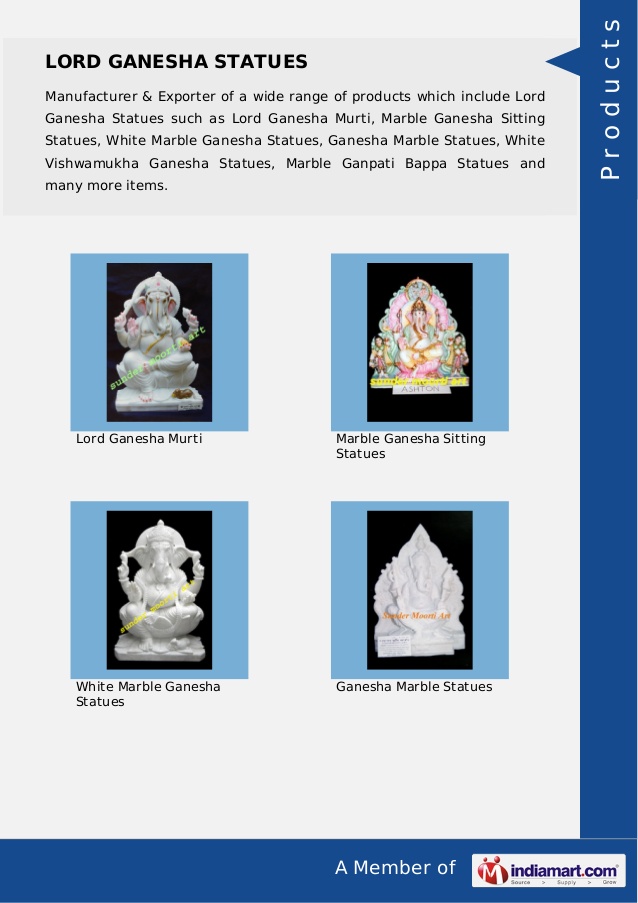 Products
LORD GANESHA STATUES
Manufacturer & Exporter of a wide range of products which include Lord
Ganesha Statues such as Lord Ganesha Murti, Marble Ganesha Sitting
Statues, White Marble Ganesha Statues, Ganesha Marble Statues, White
Vishwamukha Ganesha Statues, Marble Ganpati Bappa Statues and
many more items.
sunder moorti art
ASHTON
Lord Ganesha Murti
Marble Ganesha Sitting
Statues
sunder moorti art
Sunder Moorti Art
White Marble Ganesha
Statues
Ganesha Marble Statues
A Member of
indiamart.com
Source > Supply > Grow